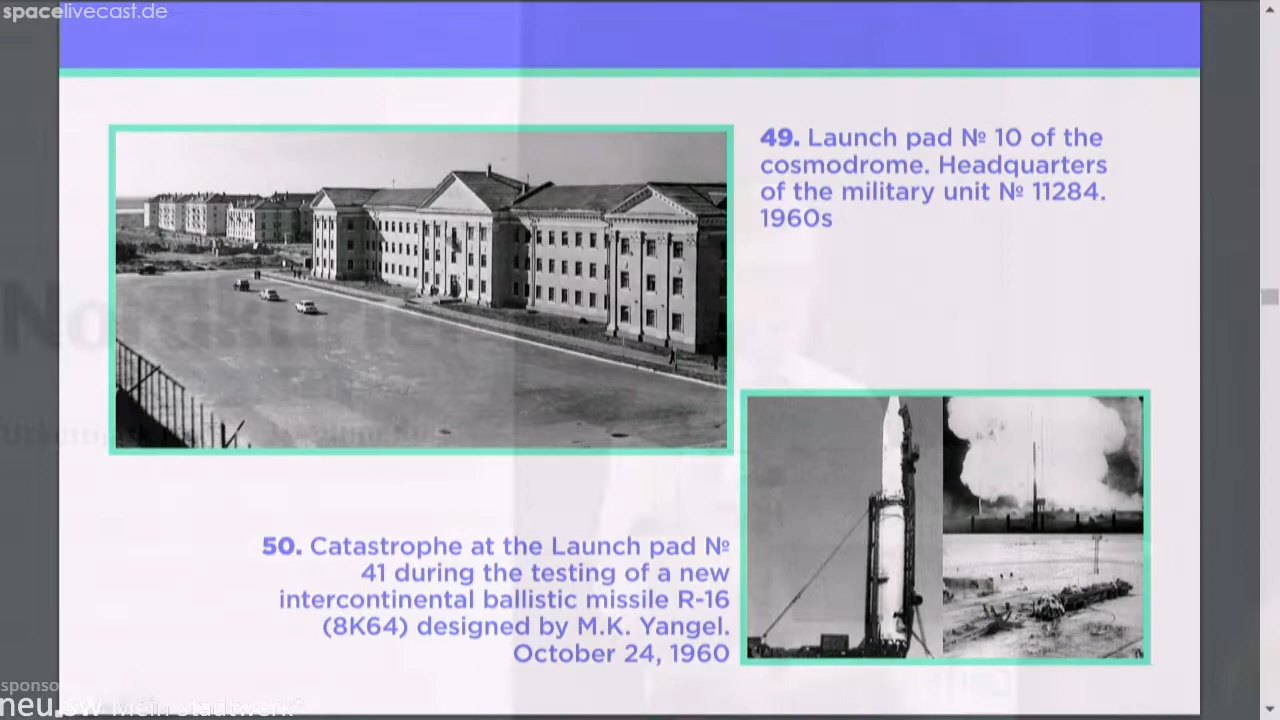 spacelivecast.de
49. Launch pad № 10 of the
cosmodrome. Headquarters
of the military unit № 11284.
1960s
50. Catastrophe at the Launch pad №
41 during the testing of a new
intercontinental ballistic missile R-16
(8K64) designed by M.K. Yangel.
October 24, 1960
Nordkurier
sponso
neu.sw Mein Stadtwerk